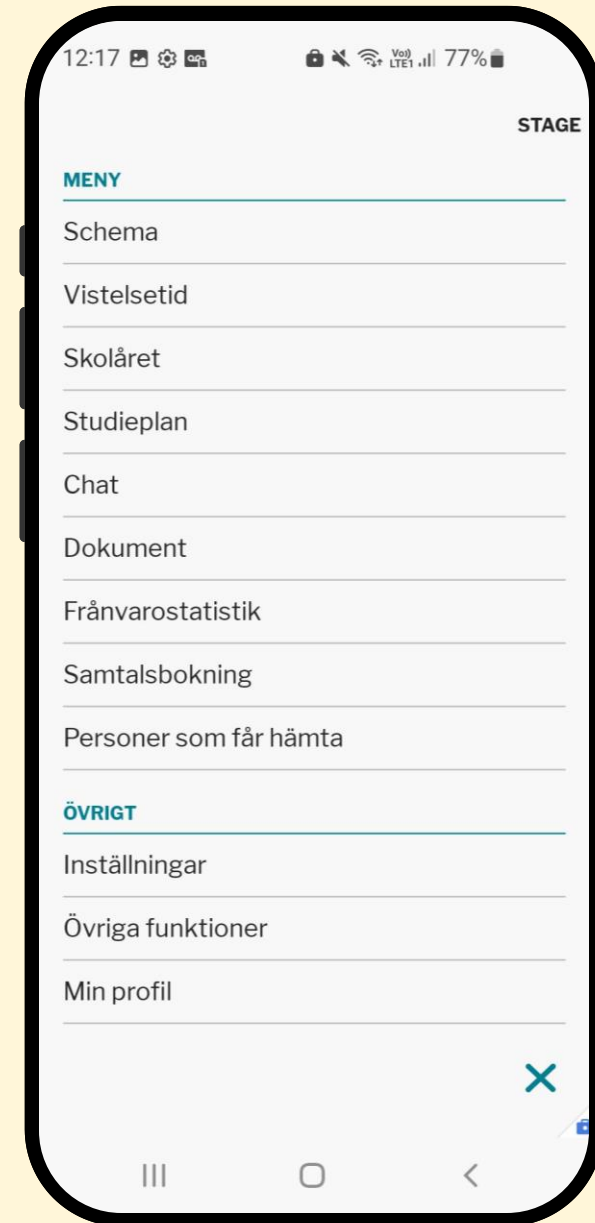 12:17 77%
STAGE
MENY
Schema
Vistelsetid
Skolåret
Studieplan
Chat
Dokument
Frånvarostatistik
Samtalsbokning
Personer som får hämta
ÖVRIGT
Inställningar
Övriga funktioner
Min profil